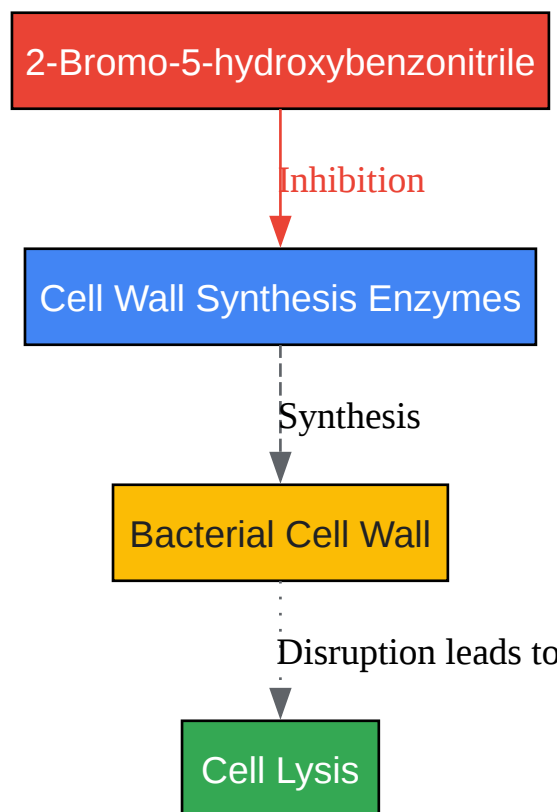 2-Bromo-5-hydroxybenzonitrile
Inhibition
Cell Wall Synthesis Enzymes
Synthesis
Bacterial Cell Wall
Disruption leads to
Cell Lysis